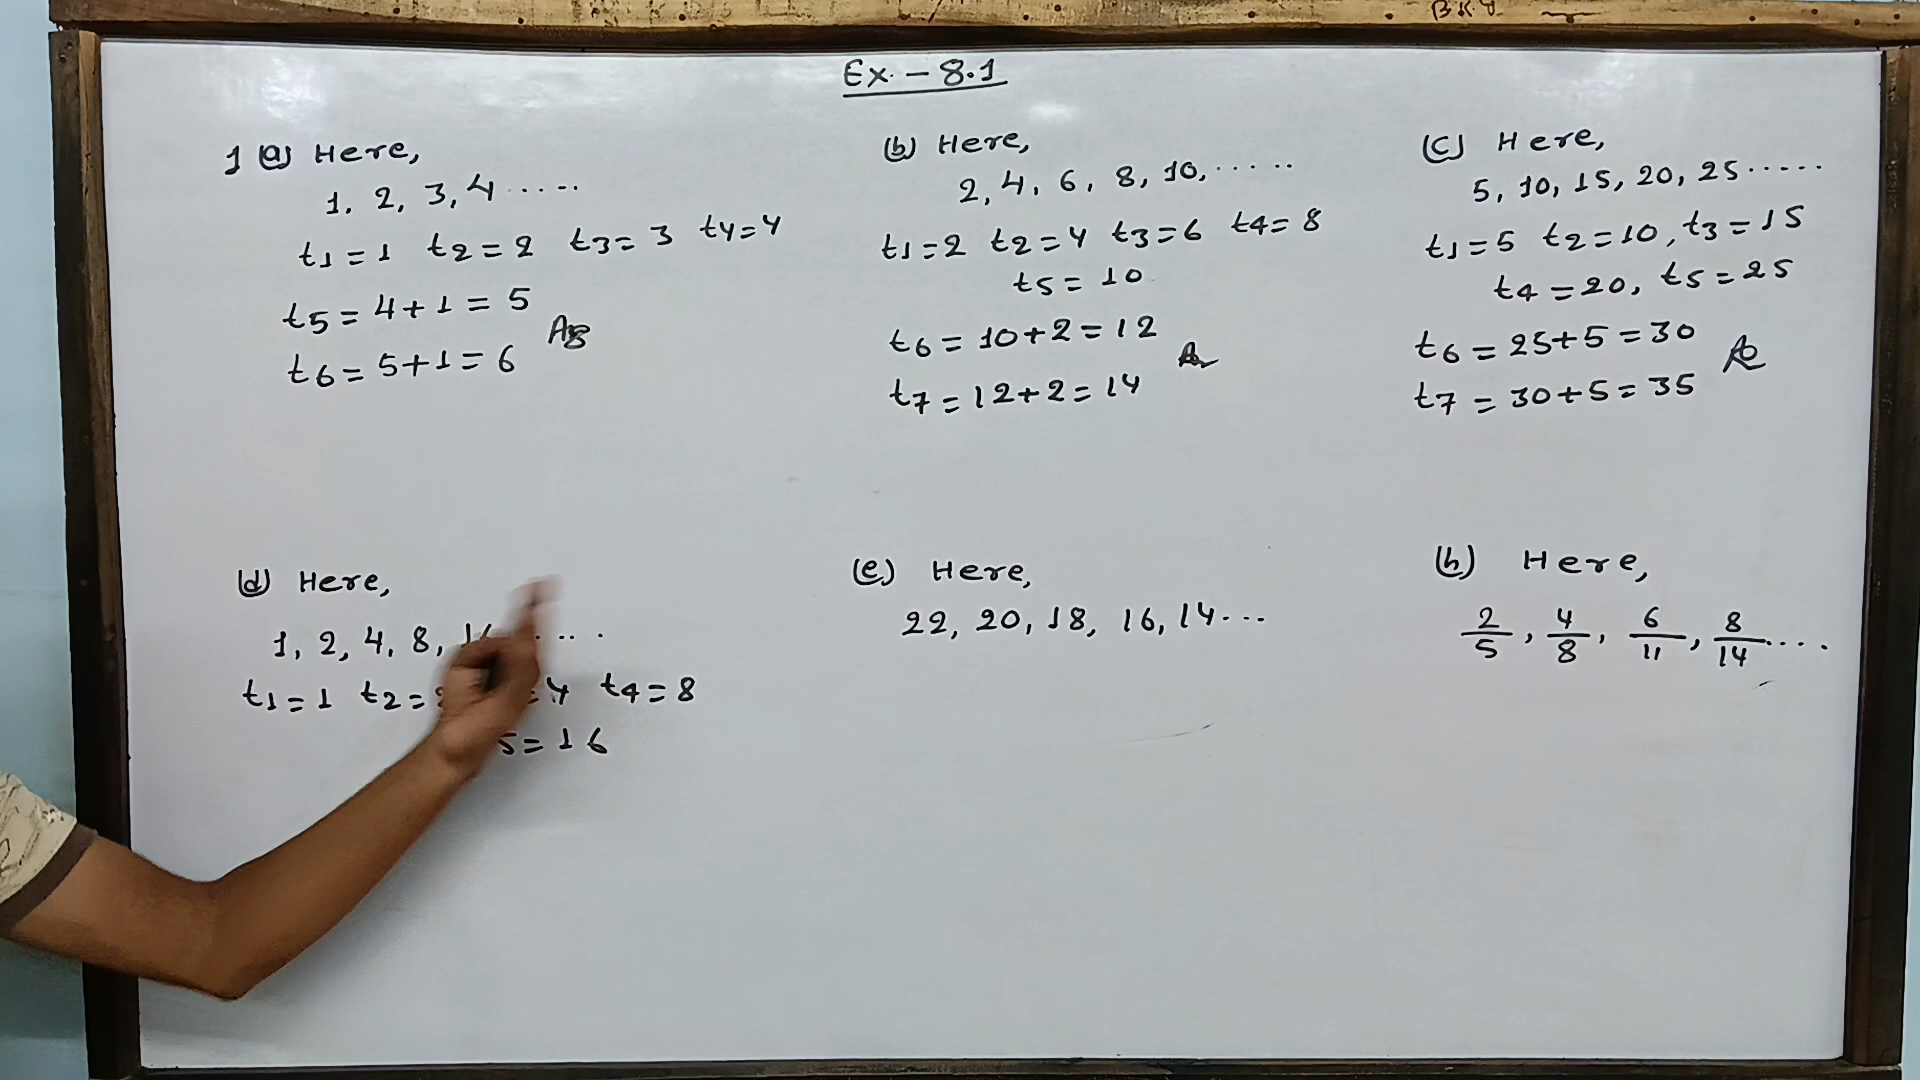 Ex. - 8.1
1 (a) Here,
1, 2, 3, 4 .....
t1 = 1 t2 = 2 t3 = 3 t4 = 4
t5 = 4 + 1 = 5
t6 = 5 + 1 = 6
(b) Here,
2, 4, 6, 8, 10, .....
t1 = 2 t2 = 4 t3 = 6 t4 = 8
t5 = 10
t6 = 10 + 2 = 12
t7 = 12 + 2 = 14
(c) Here,
5, 10, 15, 20, 25 .....
t1 = 5 t2 = 10, t3 = 15
t4 = 20, t5 = 25
t6 = 25 + 5 = 30
t7 = 30 + 5 = 35
(d) Here,
1, 2, 4, 8,
t1 = 1 t2 = = 4 t4 = 8
5 = 16
(e) Here,
22, 20, 18, 16, 14 ...
(h) Here,
2/5, 4/8, 6/11, 8/14 ....